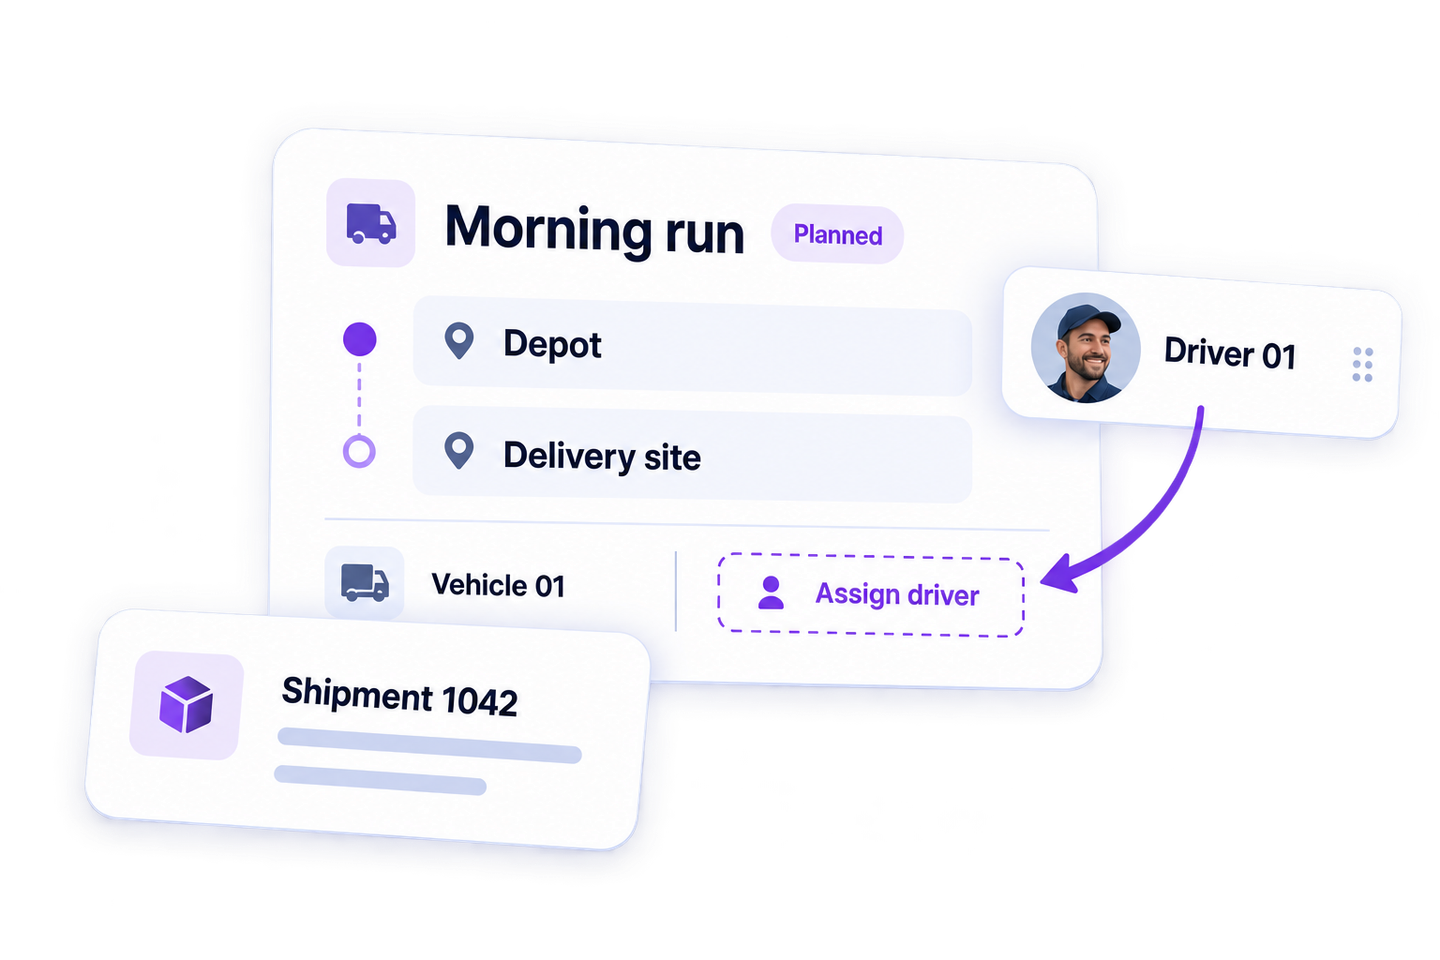 Morning run
Planned
Depot
Driver 01
Delivery site
Vehicle 01
Assign driver
Shipment 1042